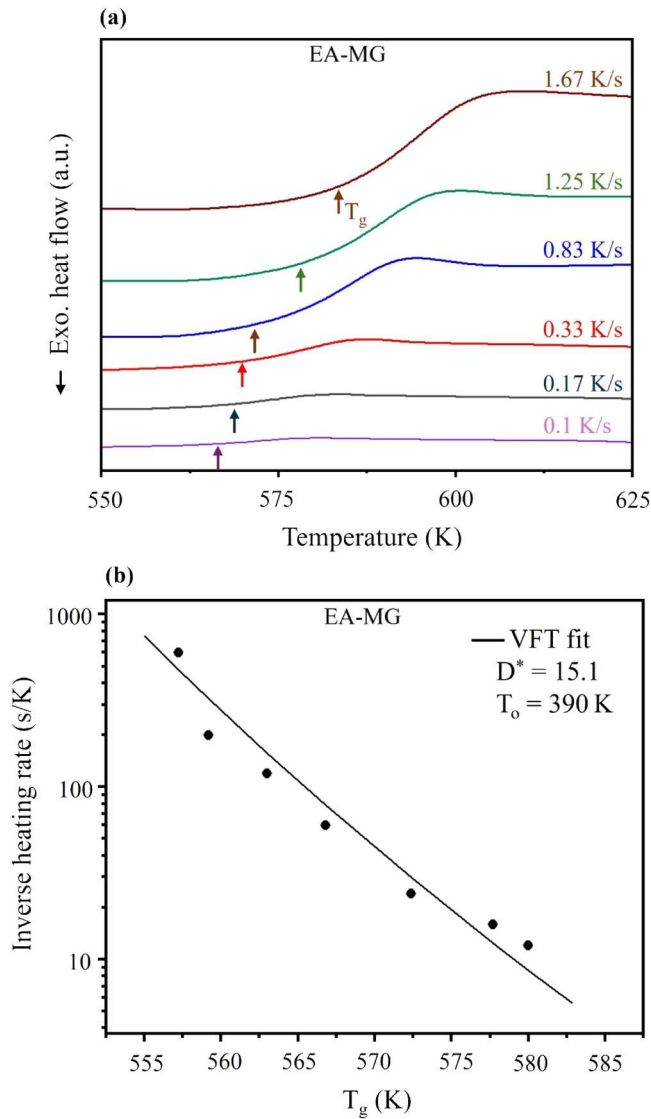 (a)
EA-MG
1.67 K/s
1.25 K/s
0.83 K/s
0.33 K/s
0.17 K/s
0.1 K/s
Tg
← Exo. heat flow (a.u.)
550 575 600 625
Temperature (K)
(b)
EA-MG
VFT fit
D* = 15.1
To = 390 K
1000
100
10
Inverse heating rate (s/K)
555 560 565 570 575 580 585
Tg (K)